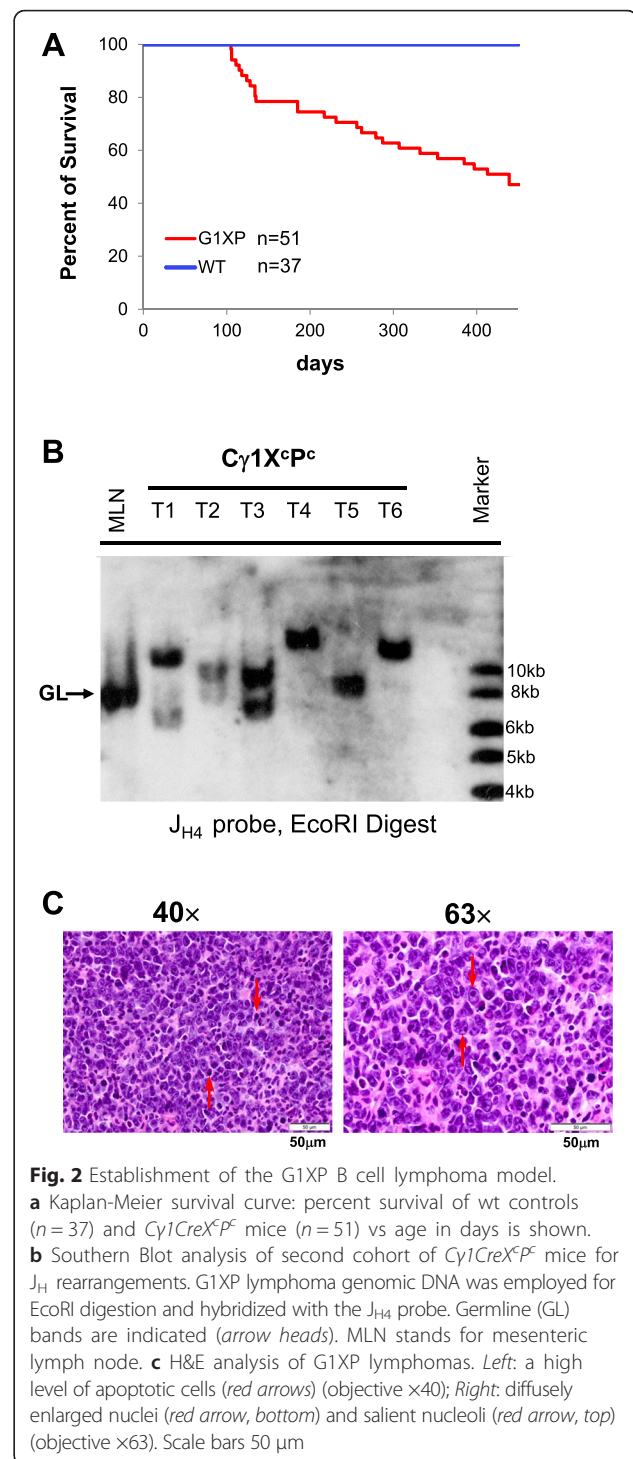 A
Percent of Survival
100
80
60
40
20
0
G1XP n=51
WT n=37
0 100 200 300 400
days
B
Cγ1XᶜPᶜ
MLN T1 T2 T3 T4 T5 T6 Marker
GL
10kb
8kb
6kb
5kb
4kb
J_H4 probe, EcoRI Digest
C
40× 63×
50 µm 50 µm
50µm 50µm
Fig. 2 Establishment of the G1XP B cell lymphoma model.
a Kaplan-Meier survival curve: percent survival of wt controls
(n = 37) and Cγ1CreXᶜPᶜ mice (n = 51) vs age in days is shown.
b Southern Blot analysis of second cohort of Cγ1CreXᶜPᶜ mice for
J_H rearrangements. G1XP lymphoma genomic DNA was employed for
EcoRI digestion and hybridized with the J_H4 probe. Germline (GL)
bands are indicated (arrow heads). MLN stands for mesenteric
lymph node. c H&E analysis of G1XP lymphomas. Left: a high
level of apoptotic cells (red arrows) (objective ×40); Right: diffusely
enlarged nuclei (red arrow, bottom) and salient nucleoli (red arrow, top)
(objective ×63). Scale bars 50 µm